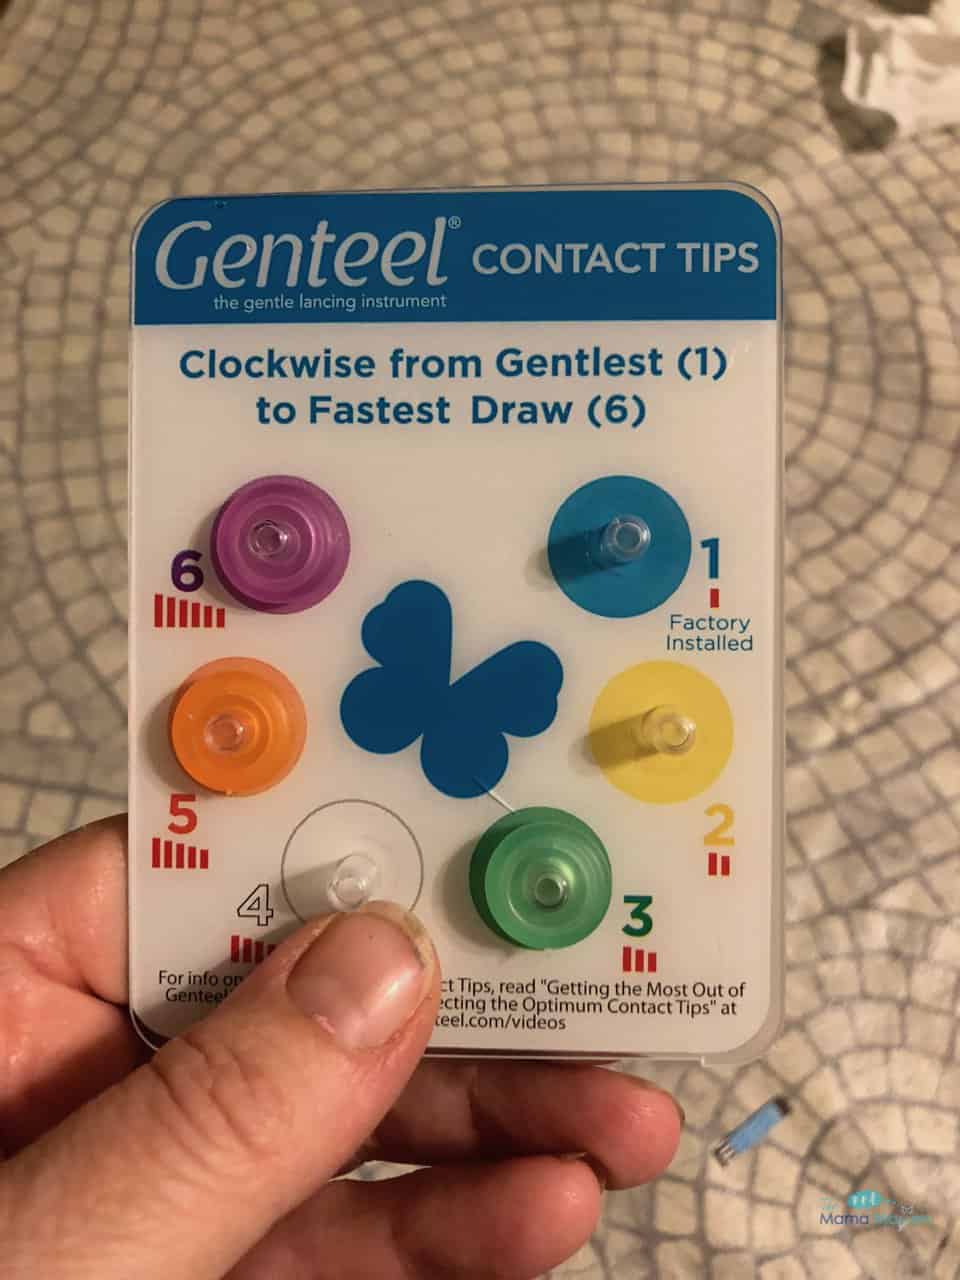 Genteel® CONTACT TIPS
the gentle lancing instrument
Clockwise from Gentlest (1)
to Fastest Draw (6)
6
1
Factory
Installed
5
2
4
3
For info on ct Tips, read "Getting the Most Out of
Genteel ecting the Optimum Contact Tips" at
teel.com/videos
Mama